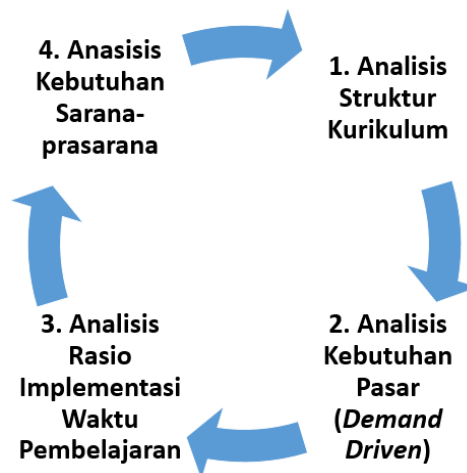 1. Analisis
Struktur
Kurikulum
2. Analisis
Kebutuhan
Pasar
(Demand
Driven)
3. Analisis
Rasio
Implementasi
Waktu
Pembelajaran
4. Anasisis
Kebutuhan
Sarana-
prasarana